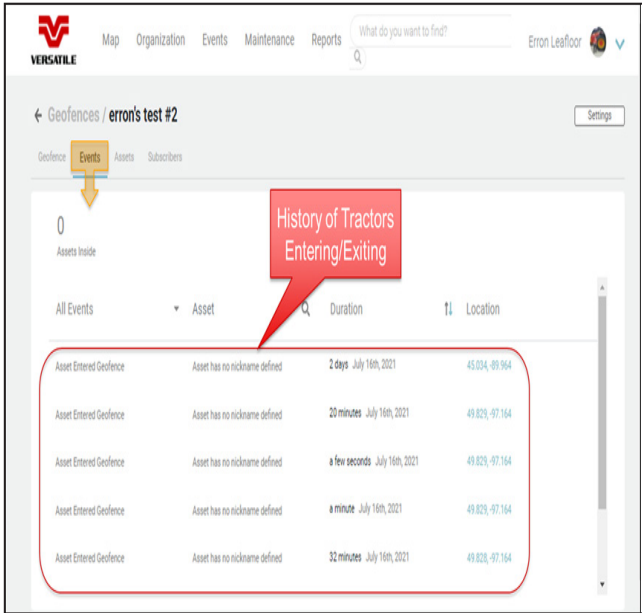 VERSATILE
Map Organization Events Maintenance Reports What do you want to find? Erron Leafloor
← Geofences / erron's test #2 Settings
Geofence Events Assets Subscribers
0
Assets Inside
History of Tractors
Entering/Exiting
All Events Asset Duration Location
Asset Entered Geofence Asset has no nickname defined 2 days July 16th, 2021 45.034, -89.964
Asset Entered Geofence Asset has no nickname defined 20 minutes July 16th, 2021 49.829, -97.164
Asset Entered Geofence Asset has no nickname defined a few seconds July 16th, 2021 49.829, -97.164
Asset Entered Geofence Asset has no nickname defined a minute July 16th, 2021 49.829, -97.164
Asset Entered Geofence Asset has no nickname defined 32 minutes July 16th, 2021 49.828, -97.164